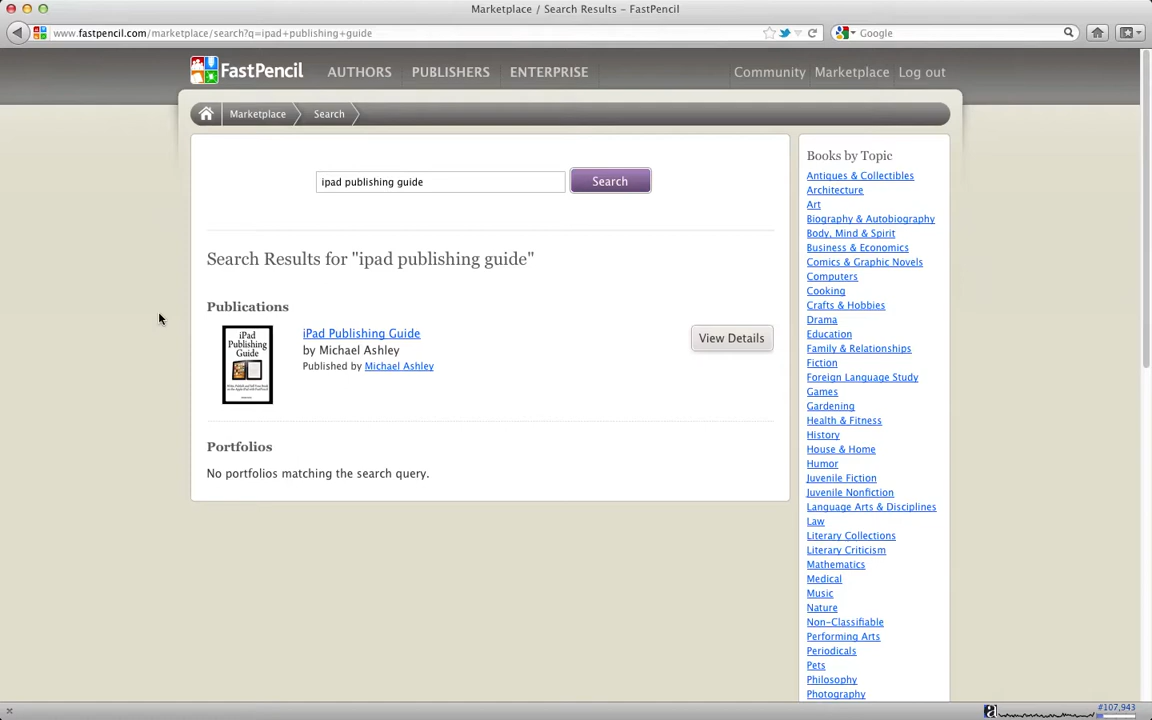 Marketplace / Search Results – FastPencil
www.fastpencil.com/marketplace/search?q=ipad+publishing+guide
Google
FastPencil
AUTHORS PUBLISHERS ENTERPRISE
Community Marketplace Log out
Marketplace Search
ipad publishing guide Search
Search Results for "ipad publishing guide"
Publications
iPad Publishing Guide
iPad Publishing Guide
by Michael Ashley
Published by Michael Ashley
View Details
Portfolios
No portfolios matching the search query.
Books by Topic
Antiques & Collectibles
Architecture
Art
Biography & Autobiography
Body, Mind & Spirit
Business & Economics
Comics & Graphic Novels
Computers
Cooking
Crafts & Hobbies
Drama
Education
Family & Relationships
Fiction
Foreign Language Study
Games
Gardening
Health & Fitness
History
House & Home
Humor
Juvenile Fiction
Juvenile Nonfiction
Language Arts & Disciplines
Law
Literary Collections
Literary Criticism
Mathematics
Medical
Music
Nature
Non-Classifiable
Performing Arts
Periodicals
Pets
Philosophy
Photography
#107,943